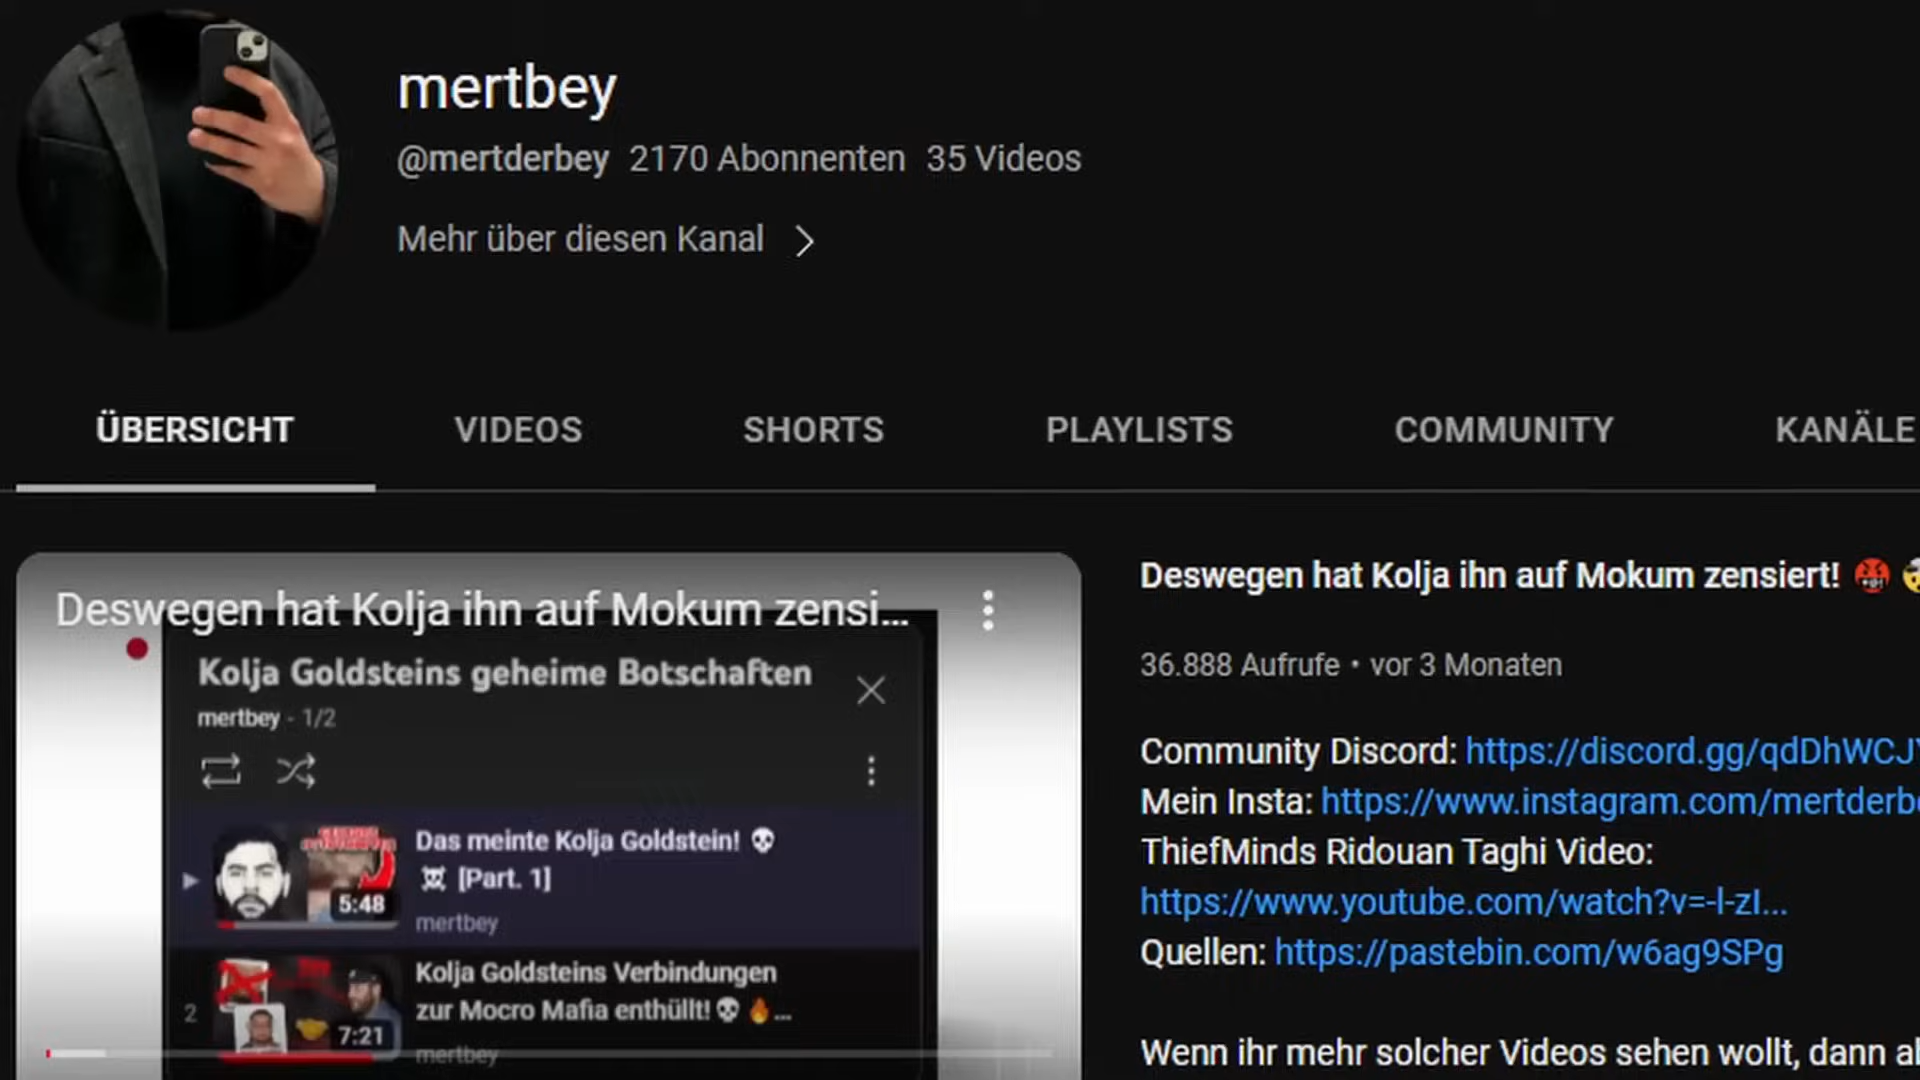 mertbey
@mertderbey 2170 Abonnenten 35 Videos
Mehr über diesen Kanal
ÜBERSICHT VIDEOS SHORTS PLAYLISTS COMMUNITY KANÄLE
Deswegen hat Kolja ihn auf Mokum zensi...
Kolja Goldsteins geheime Botschaften
mertbey - 1/2
Das meinte Kolja Goldstein! 💀
☠ [Part. 1]
5:48
mertbey
2
Kolja Goldsteins Verbindungen
zur Mocro Mafia enthüllt! 💀 🔥...
7:21
mertbey
Deswegen hat Kolja ihn auf Mokum zensiert! 🤬
36.888 Aufrufe • vor 3 Monaten
Community Discord: https://discord.gg/qdDhWCJ
Mein Insta: https://www.instagram.com/mertderb
ThiefMinds Ridouan Taghi Video:
https://www.youtube.com/watch?v=-l-zI...
Quellen: https://pastebin.com/w6ag9SPg
Wenn ihr mehr solcher Videos sehen wollt, dann a